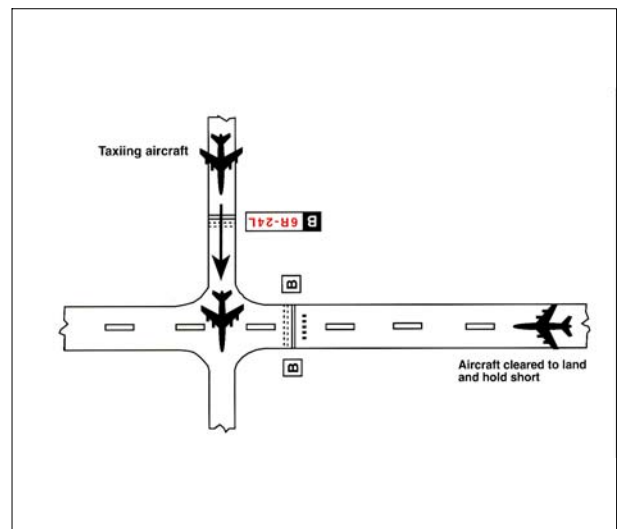 Taxiing aircraft
6R-24L B
B
B
Aircraft cleared to land
and hold short